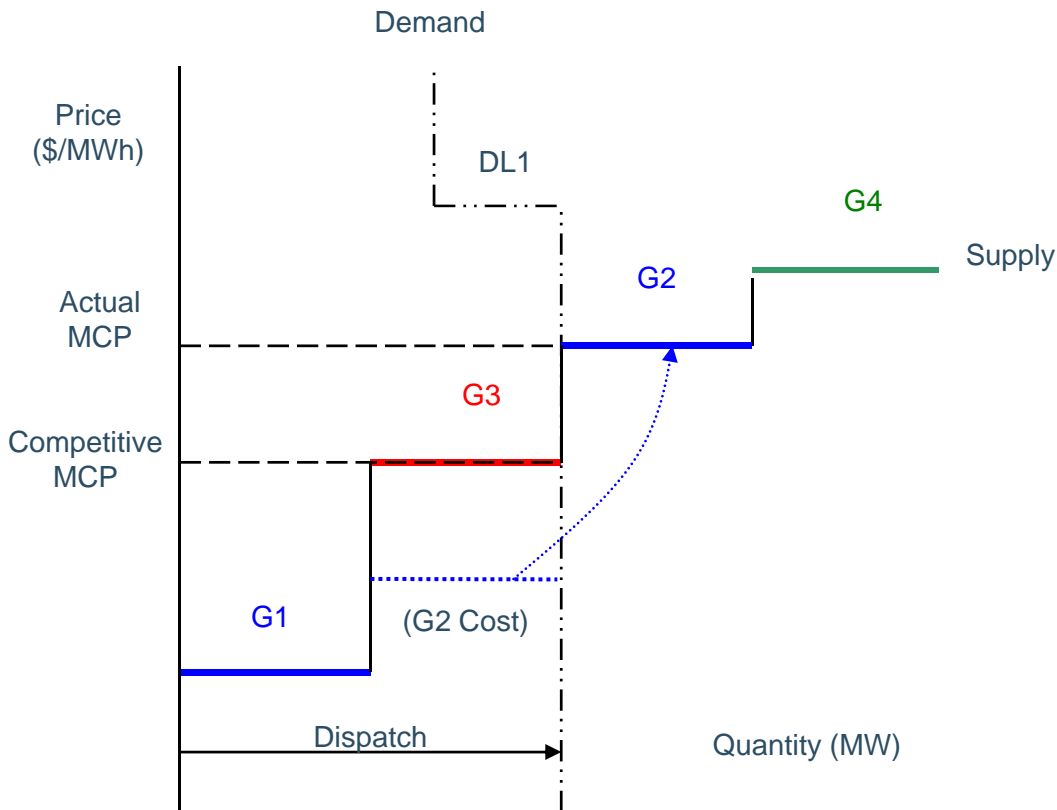 Demand
Price
($/MWh)
DL1
G4
Supply
G2
Actual
MCP
G3
Competitive
MCP
G1
(G2 Cost)
Dispatch
Quantity (MW)